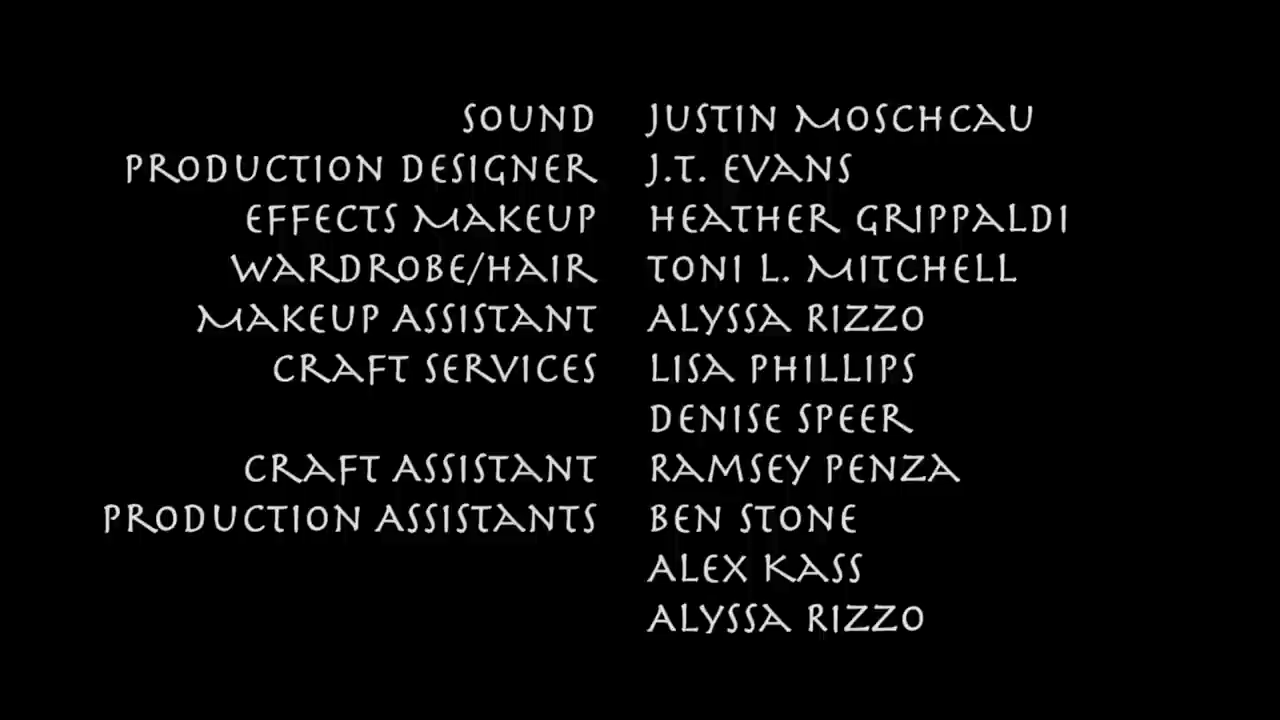 SOUND JUSTIN MOSCHCAU
PRODUCTION DESIGNER J.T. EVANS
EFFECTS MAKEUP HEATHER GRIPPALDI
WARDROBE/HAIR TONI L. MITCHELL
MAKEUP ASSISTANT ALYSSA RIZZO
CRAFT SERVICES LISA PHILLIPS
DENISE SPEER
CRAFT ASSISTANT RAMSEY PENZA
PRODUCTION ASSISTANTS BEN STONE
ALEX KASS
ALYSSA RIZZO